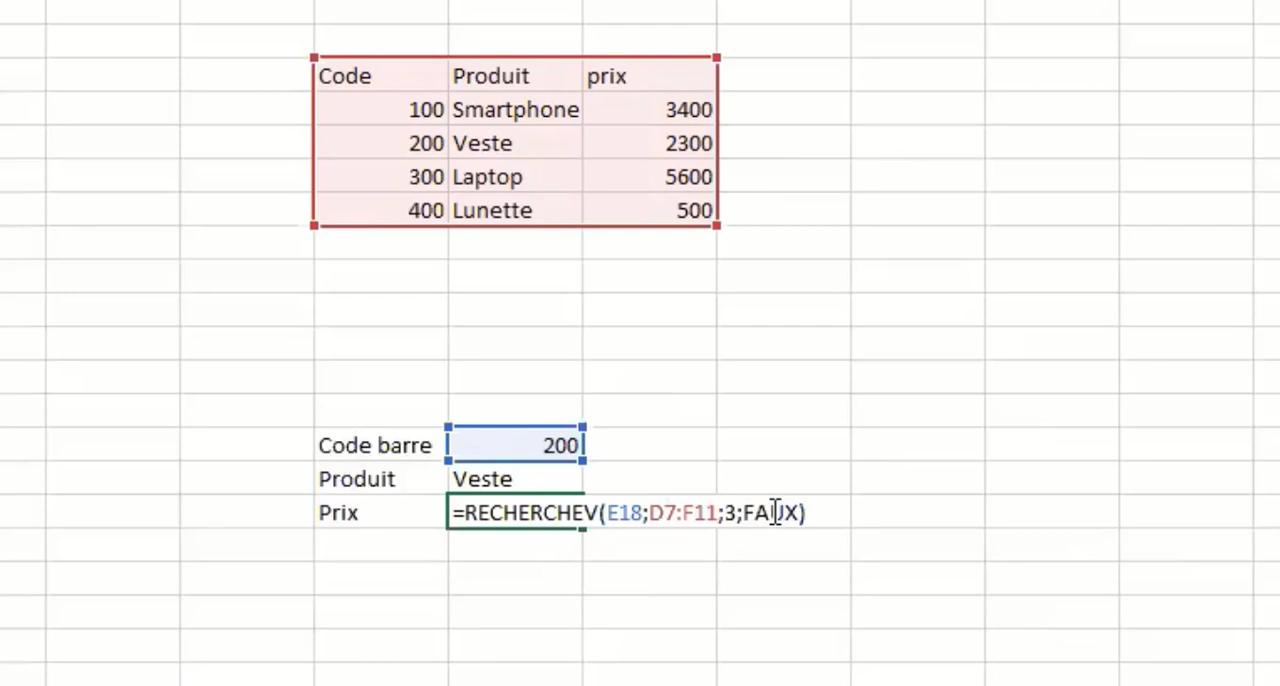 Code Produit prix
100 Smartphone 3400
200 Veste 2300
300 Laptop 5600
400 Lunette 500
Code barre 200
Produit Veste
Prix =RECHERCHEV(E18;D7:F11;3;FAUX)